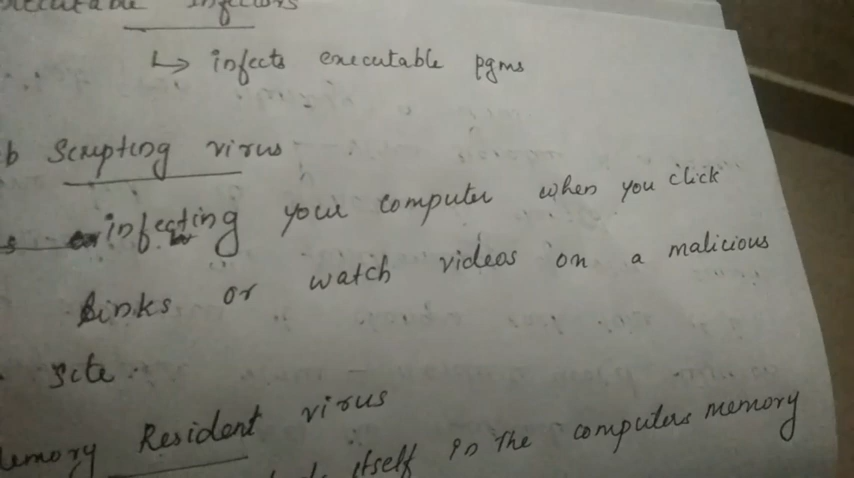 Infectors
↳ infects executable pgms
b Scripting virus
s infecting your computer when you click
links or watch videos on a malicious
site.
Memory Resident virus
itself in the computers memory